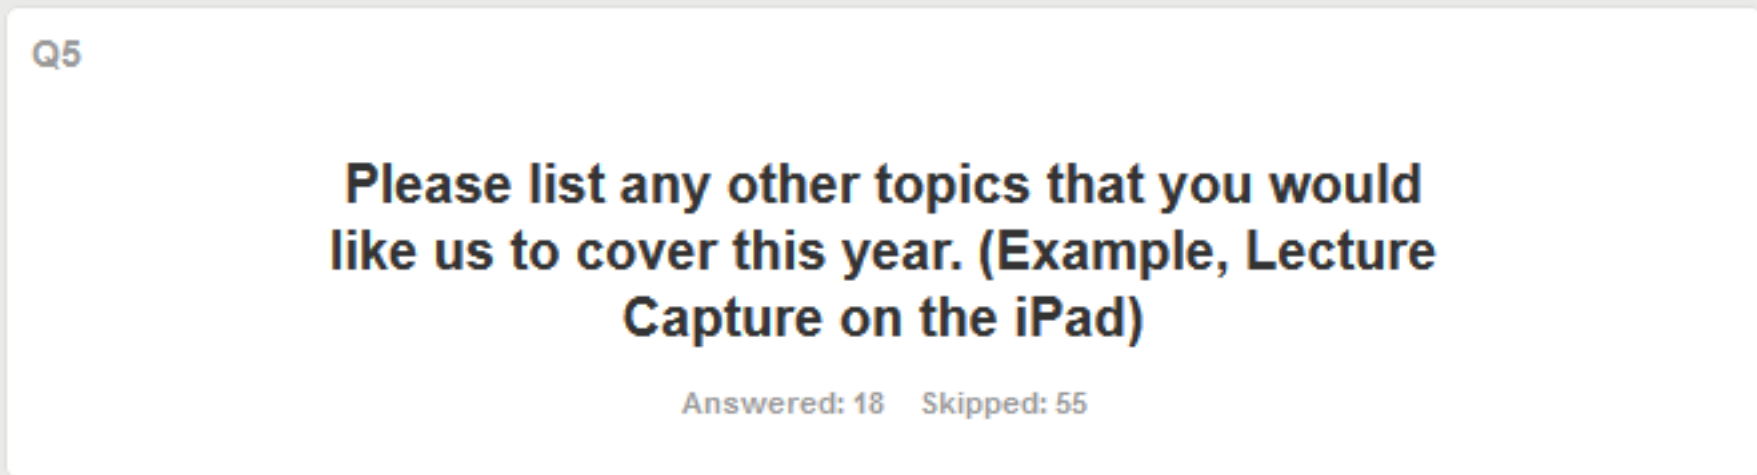 Q5
Please list any other topics that you would
like us to cover this year. (Example, Lecture
Capture on the iPad)
Answered: 18 Skipped: 55